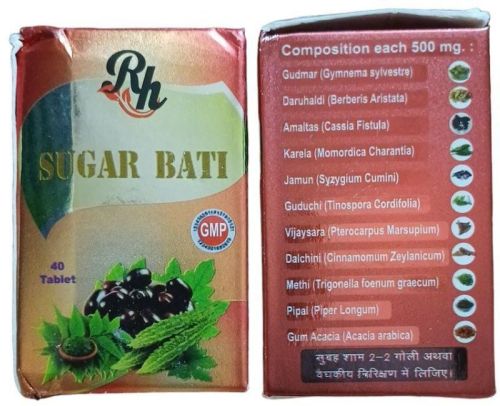 Rh
SUGAR BATI
GMP
40
Tablet
Composition each 500 mg. :
Gudmar (Gymnema sylvestre)
Daruhaldi (Berberis Aristata)
Amaltas (Cassia Fistula)
Karela (Momordica Charantia)
Jamun (Syzygium Cumini)
Guduchi (Tinospora Cordifolia)
Vijaysara (Pterocarpus Marsupium)
Dalchini (Cinnamomum Zeylanicum)
Methi (Trigonella foenum graecum)
Pipal (Piper Longum)
Gum Acacia (Acacia arabica)
सुबह शाम 2-2 गोली अथवा
में लिजिए।